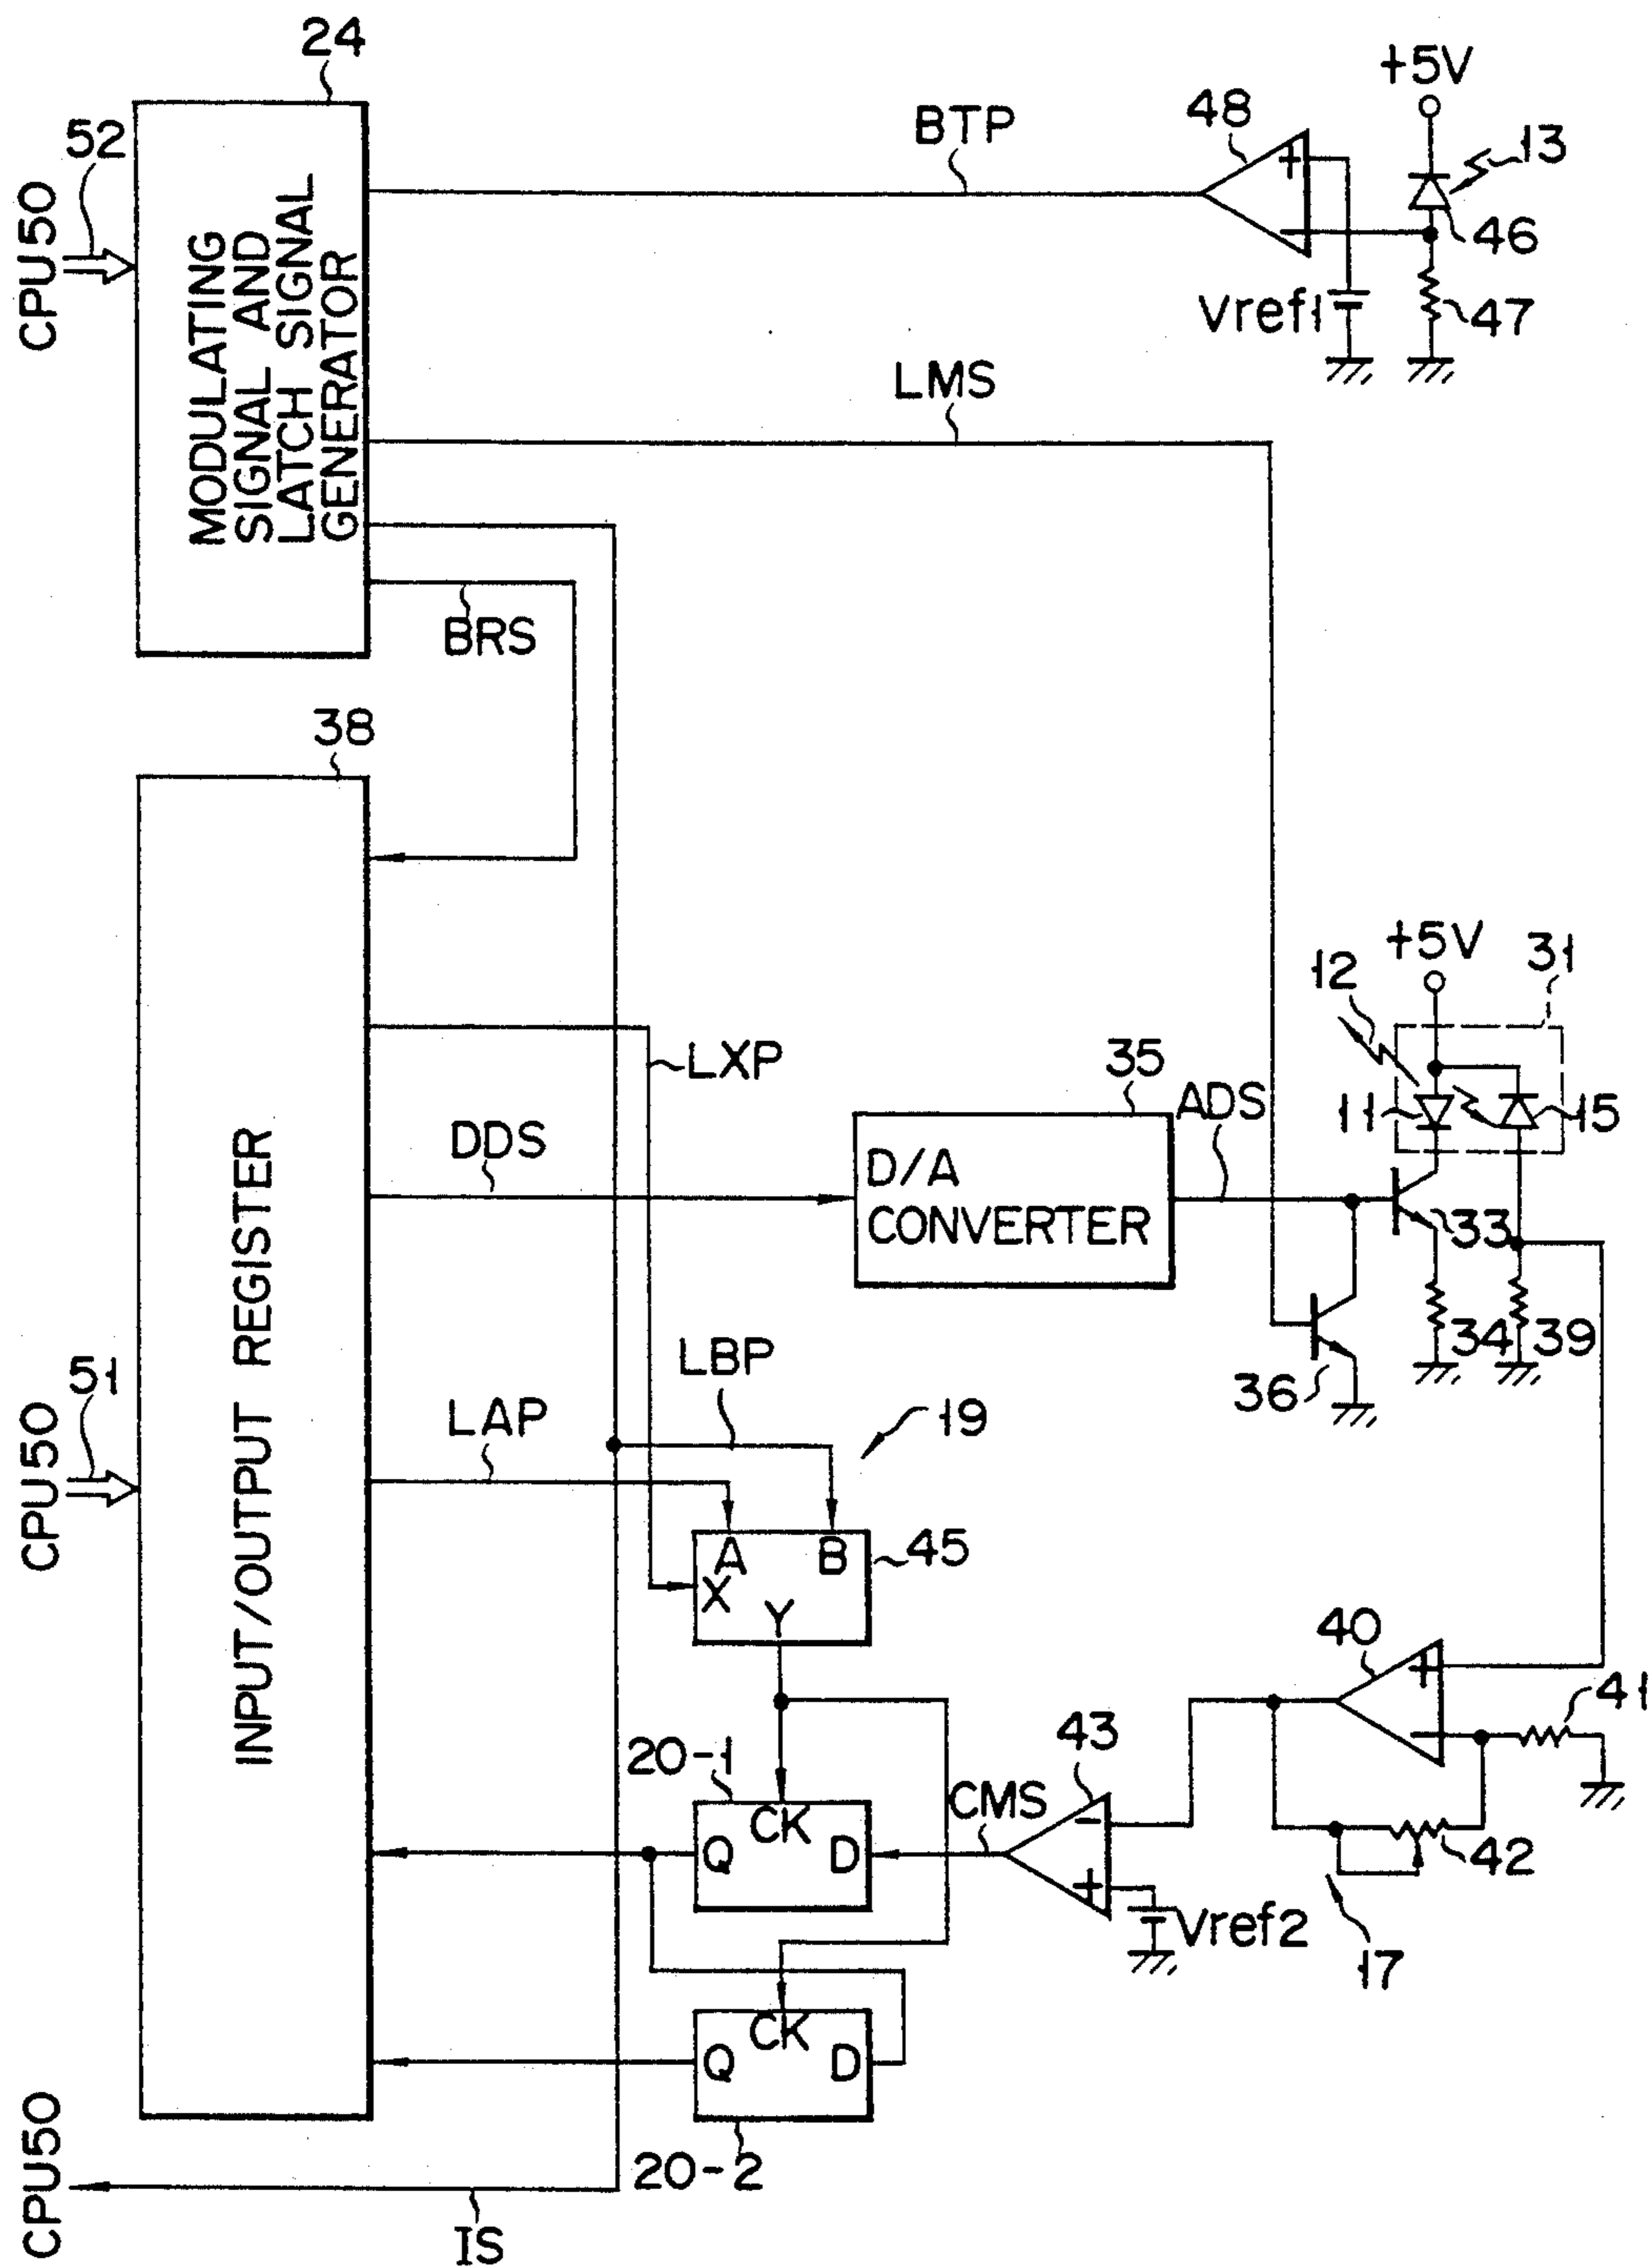 24
+5V
52
CPU50
MODULATING
SIGNAL AND
LATCH SIGNAL
GENERATOR
BTP
48
+
-
13
46
Vref1
47
LMS
BRS
38
INPUT/OUTPUT REGISTER
+5V
31
12
LXP
35
ADS
11
15
DDS
D/A
CONVERTER
33
34
39
36
51
CPU50
LBP
LAP
19
A
B
X
Y
45
40
+
-
41
20-1
43
CMS
CK
Q
D
-
+
42
Vref2
17
CK
Q
D
20-2
CPU50
IS